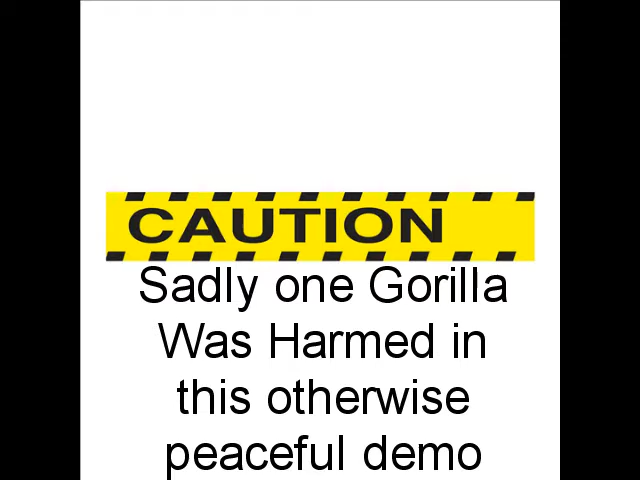 CAUTION
Sadly one Gorilla
Was Harmed in
this otherwise
peaceful demo